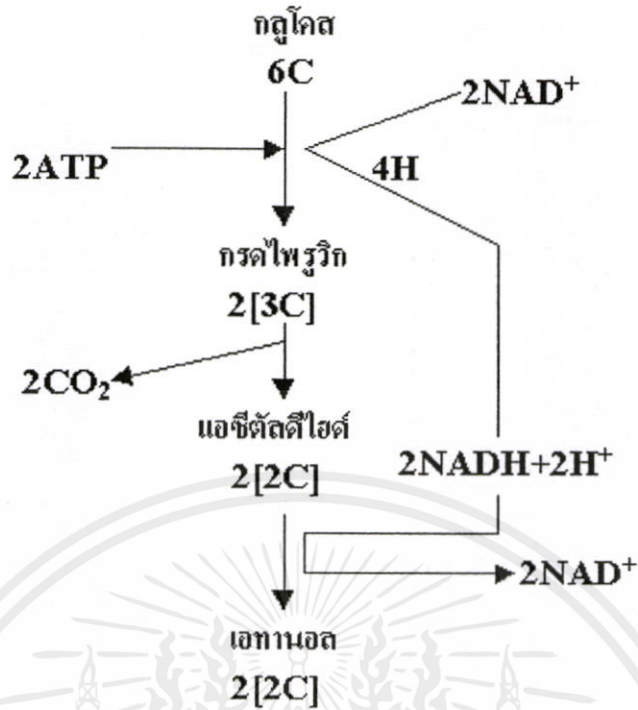 กลูโคส
6C
2NAD⁺
2ATP
4H
กรดไพรูวิก
2[3C]
2CO₂
แอซีตัลดีไฮด์
2[2C]
2NADH+2H⁺
2NAD⁺
เอทานอล
2[2C]